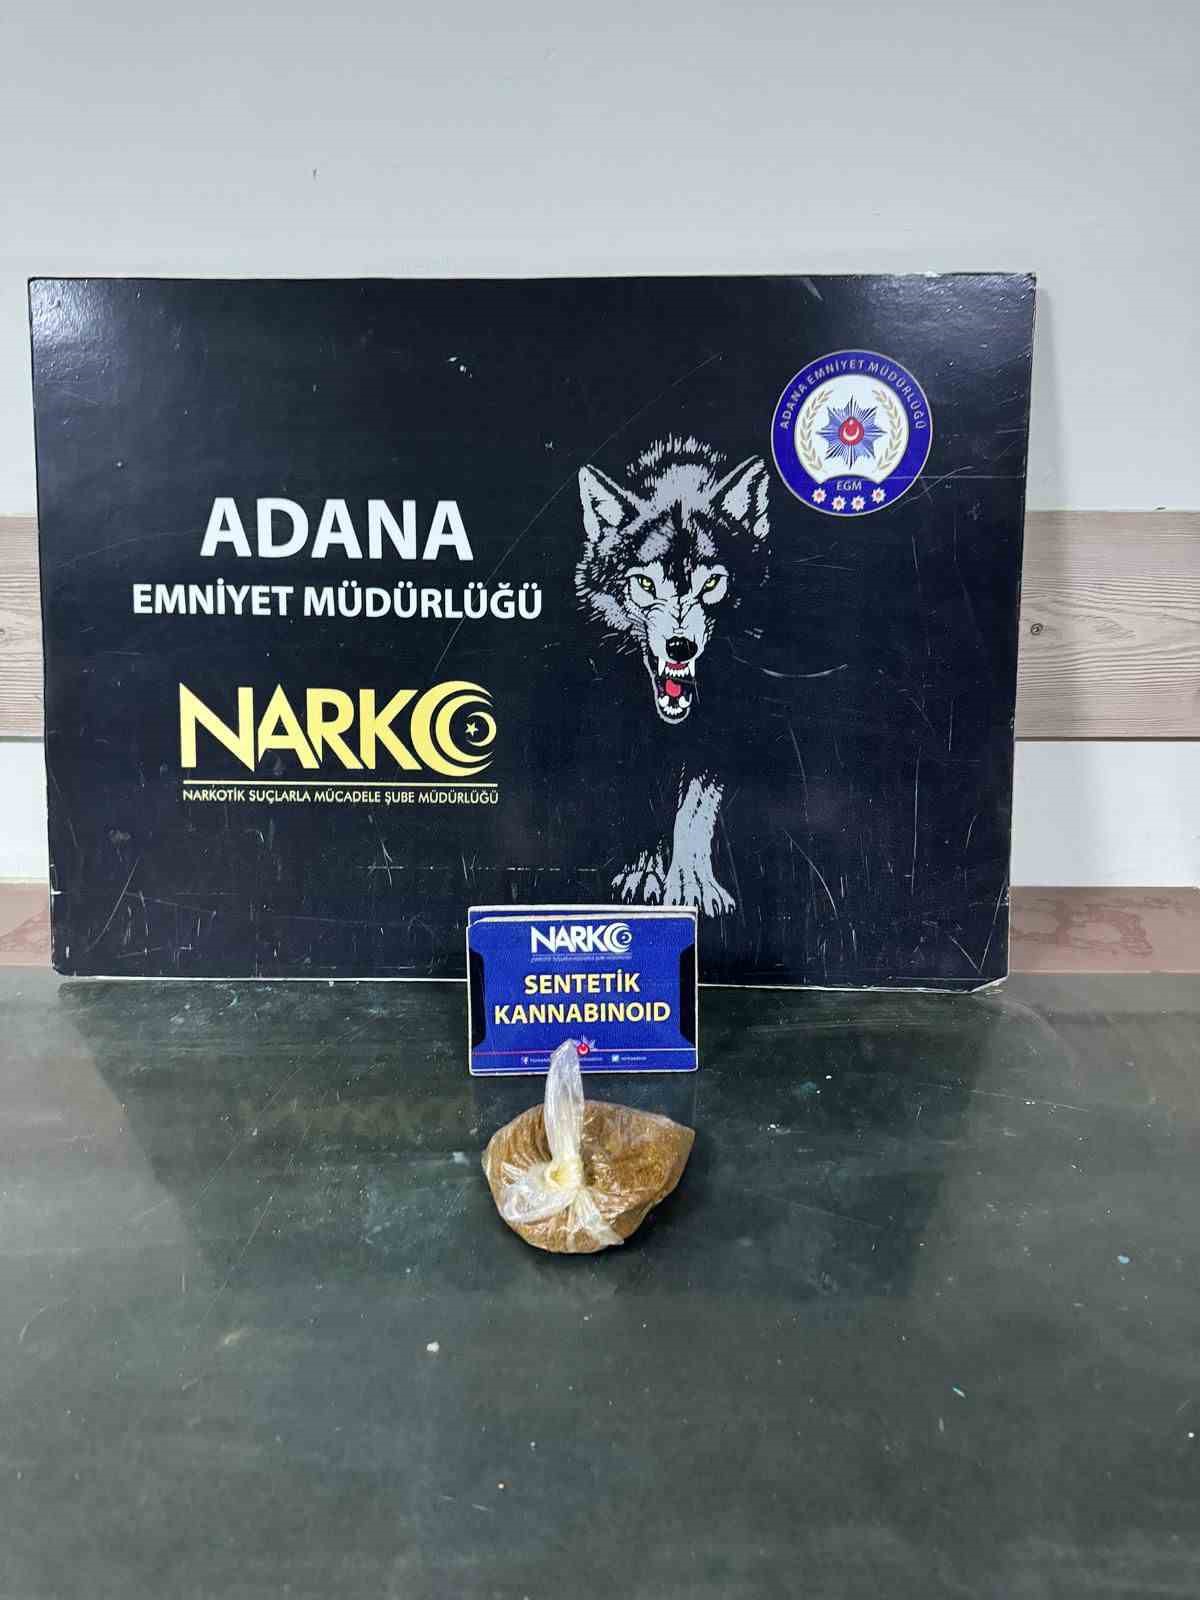 ADANA EMNİYET MÜDÜRLÜĞÜ
EGM
ADANA
EMNİYET MÜDÜRLÜĞÜ
NARKO
NARKOTİK SUÇLARLA MÜCADELE ŞUBE MÜDÜRLÜĞÜ
NARKO
SENTETİK
KANNABINOID